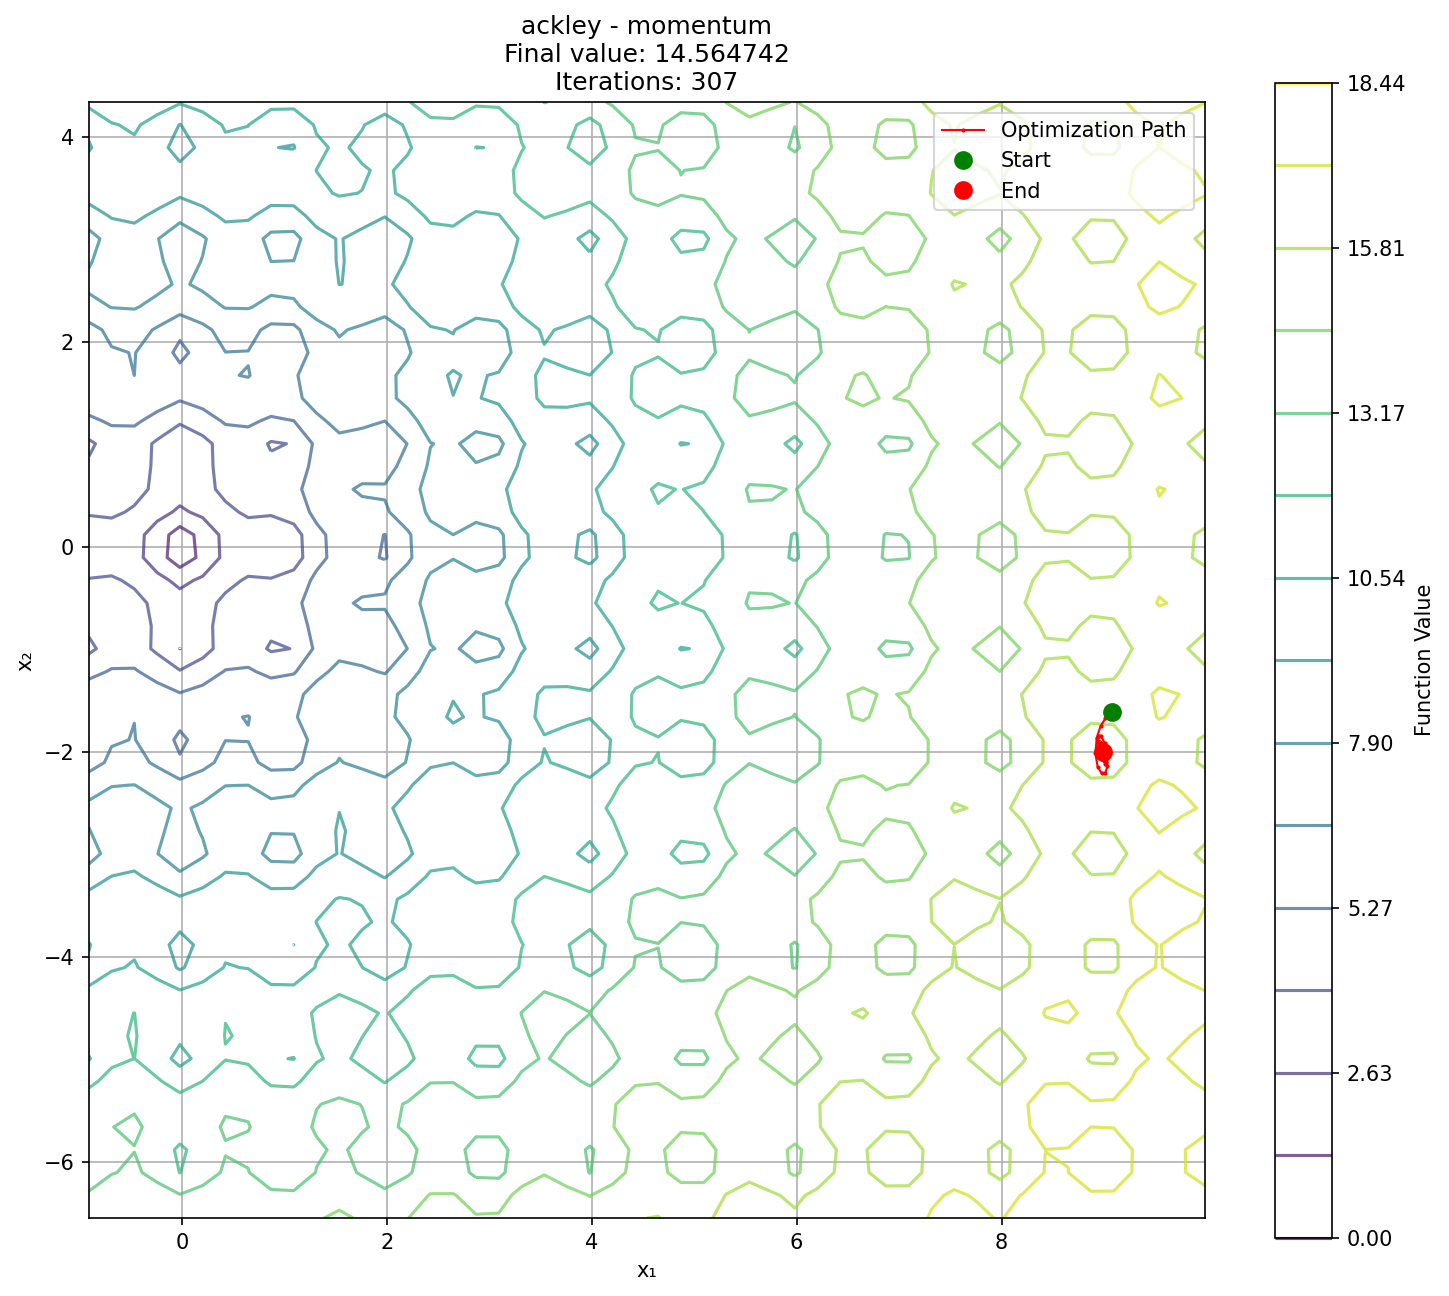 ackley - momentum
Final value: 14.564742
Iterations: 307
Optimization Path
Start
End
4
2
0
−2
−4
−6
x₂
0
2
4
6
8
x₁
18.44
15.81
13.17
10.54
7.90
5.27
2.63
0.00
Function Value